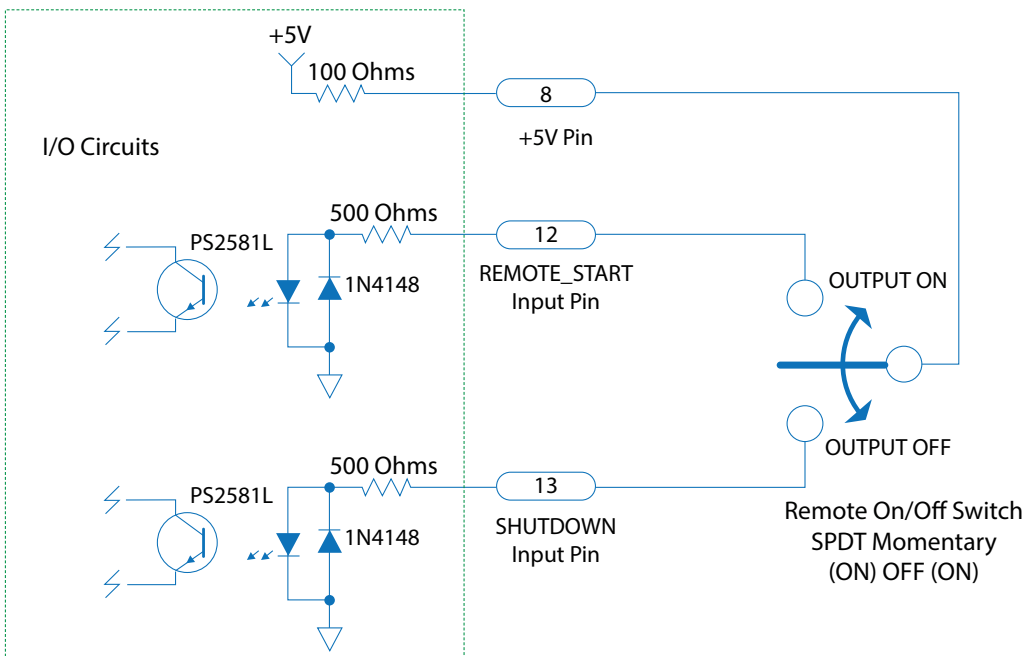 +5V
100 Ohms
8
+5V Pin
I/O Circuits
500 Ohms
PS2581L
1N4148
12
REMOTE_START
Input Pin
OUTPUT ON
OUTPUT OFF
500 Ohms
PS2581L
1N4148
13
SHUTDOWN
Input Pin
Remote On/Off Switch
SPDT Momentary
(ON) OFF (ON)